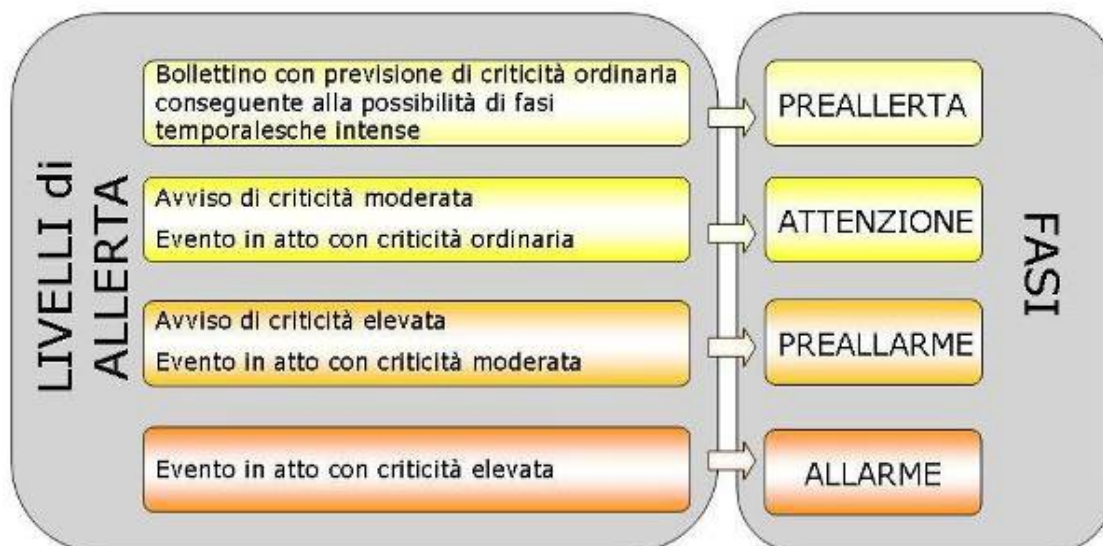 LIVELLI di
ALLERTA
Bollettino con previsione di criticità ordinaria
conseguente alla possibilità di fasi
temporalesche intense
PREALLERTA
Avviso di criticità moderata
Evento in atto con criticità ordinaria
ATTENZIONE
Avviso di criticità elevata
Evento in atto con criticità moderata
PREALLARME
Evento in atto con criticità elevata
ALLARME
FASI